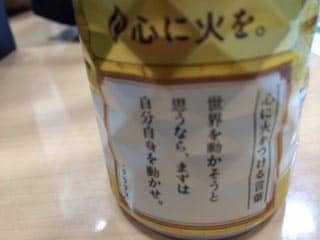 心に火を。
心に火をつける言葉
世界を動かそうと
思うなら、まずは
自分自身を動かせ。